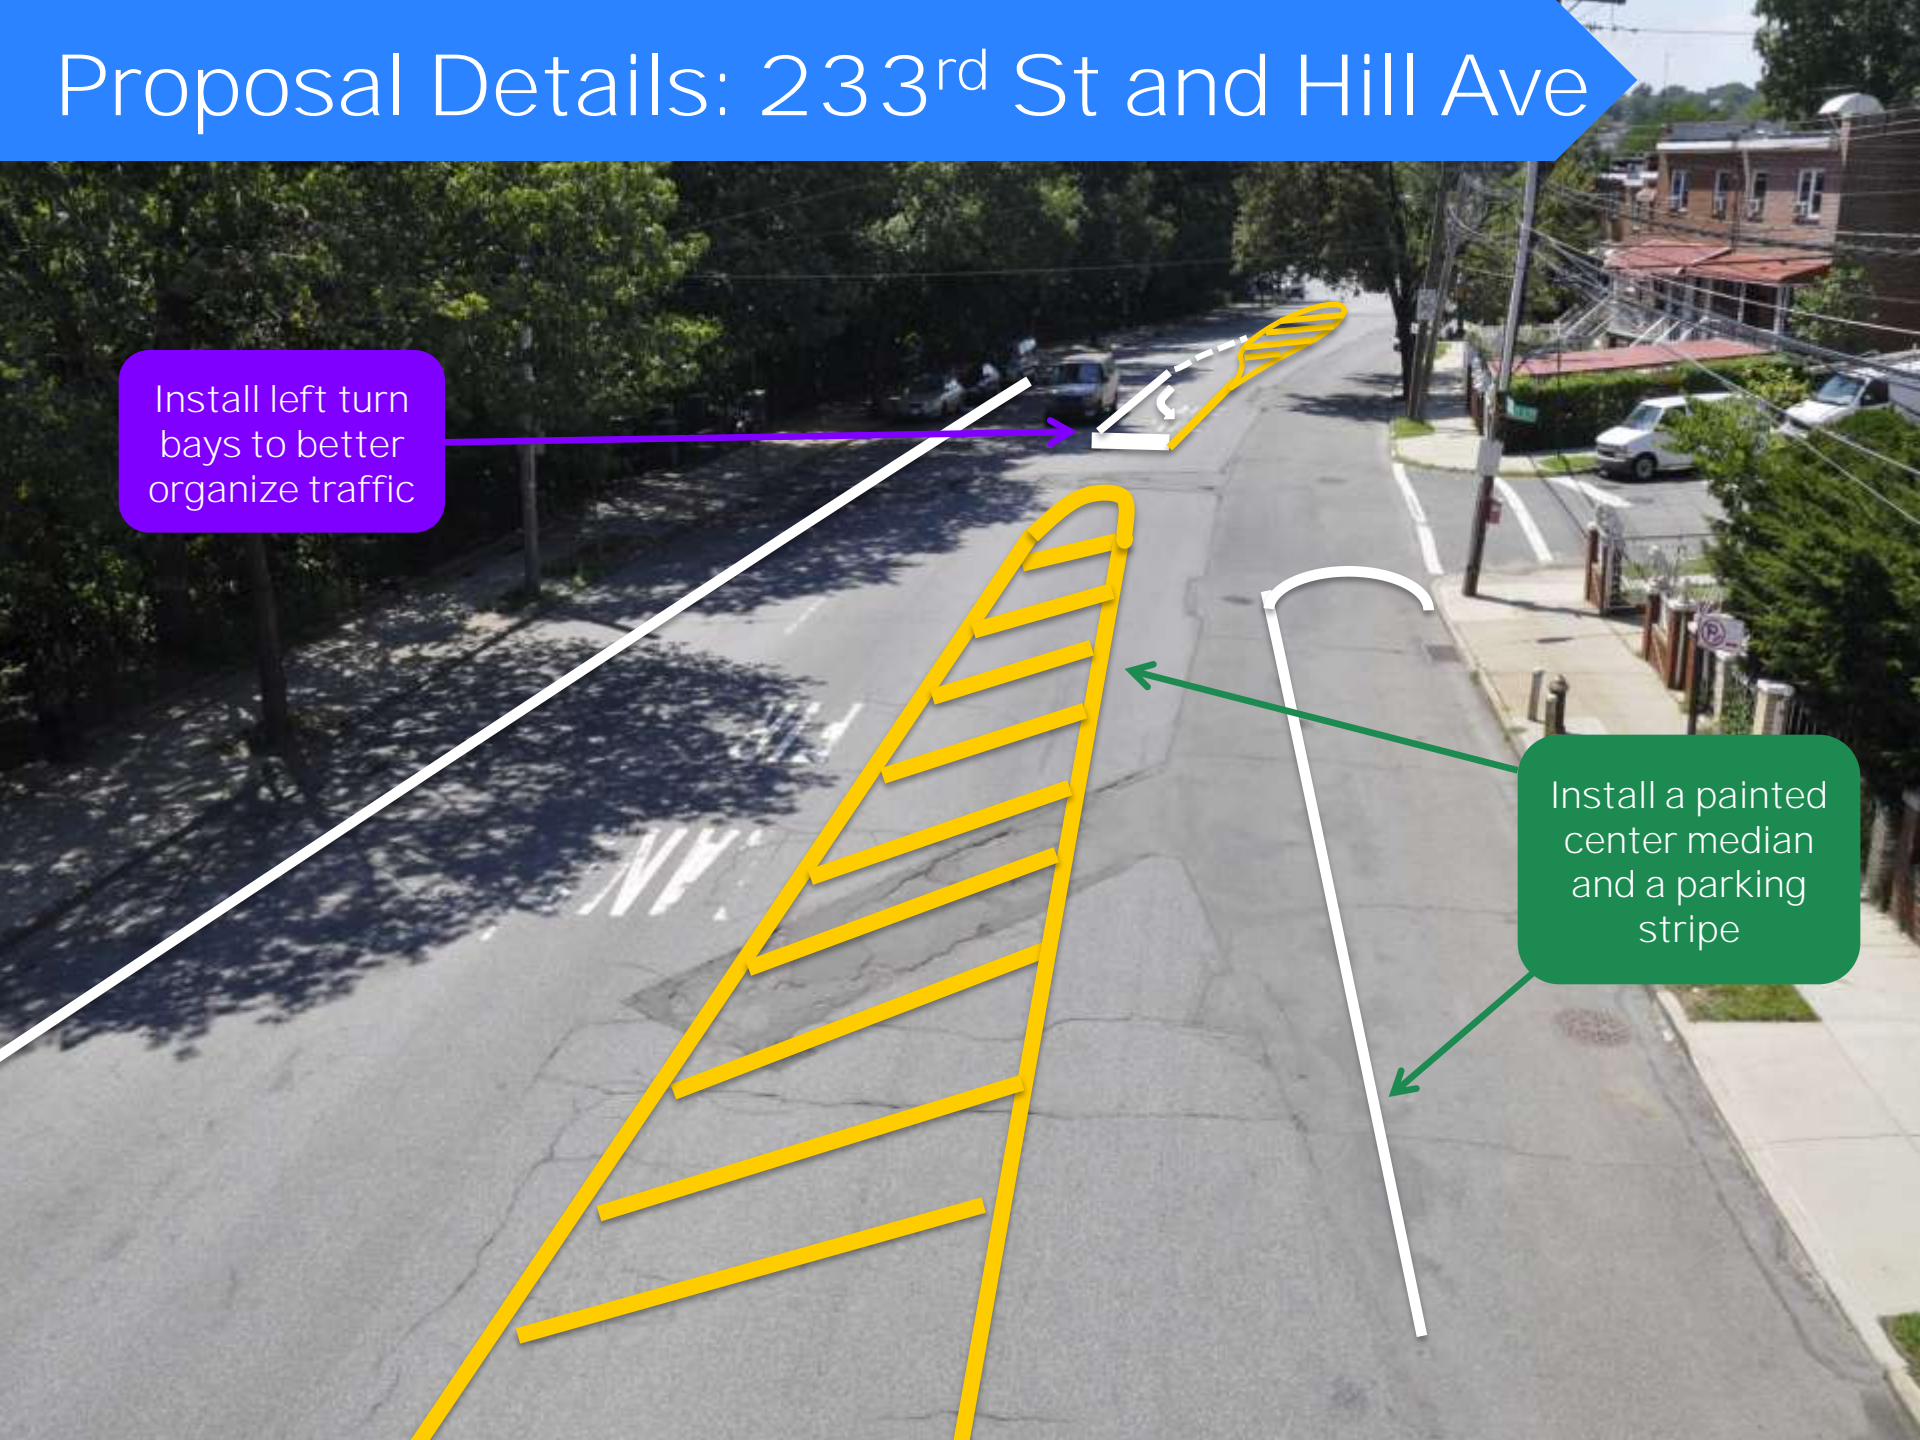 Proposal Details: 233rd St and Hill Ave
Install left turn
bays to better
organize traffic
Install a painted
center median
and a parking
stripe